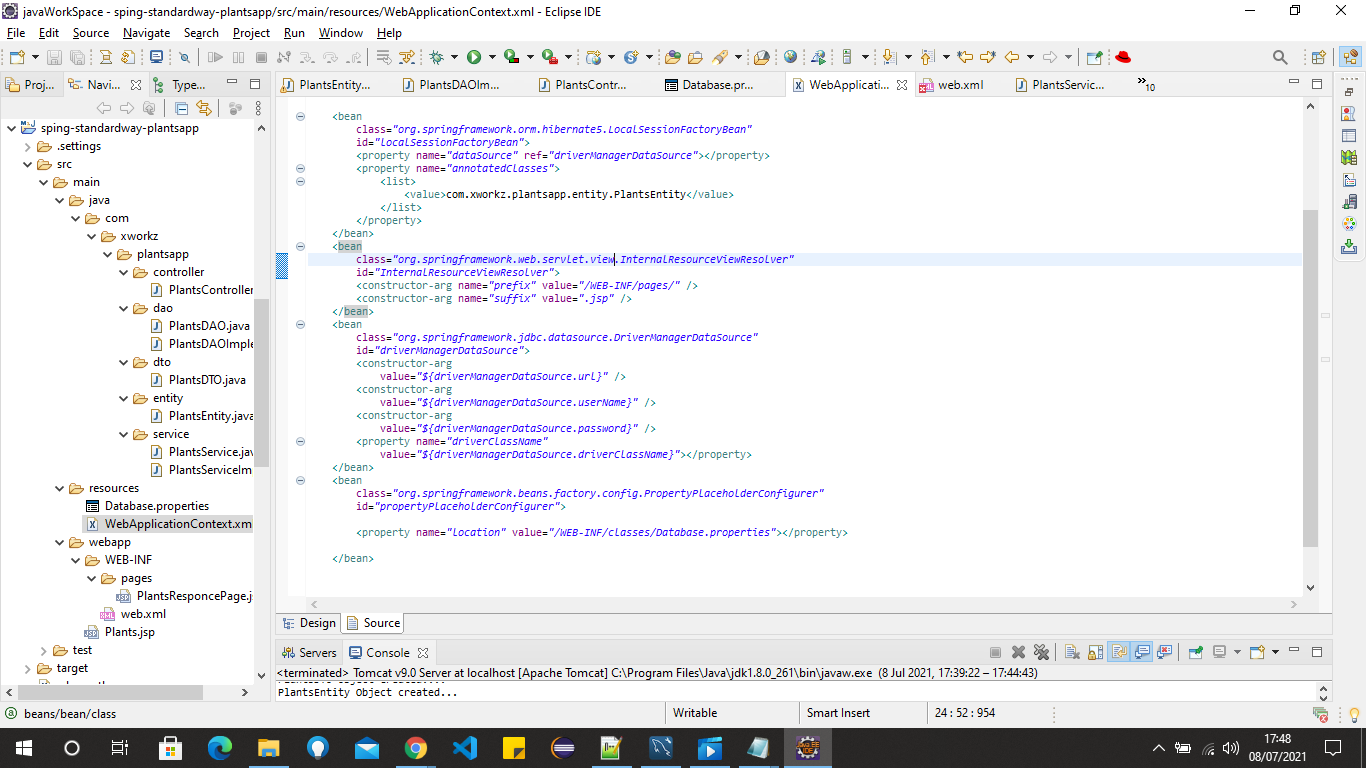 javaWorkSpace - sping-standardway-plantsapp/src/main/resources/WebApplicationContext.xml - Eclipse IDE
File Edit Source Navigate Search Project Run Window Help
Proj... Navi... Type...
PlantsEntity... PlantsDAOIm... PlantsContr... Database.pr... WebApplicati... web.xml PlantsServic... »10
sping-standardway-plantsapp
.settings
src
main
java
com
xworkz
plantsapp
controller
PlantsController
dao
PlantsDAO.java
PlantsDAOImple
dto
PlantsDTO.java
entity
PlantsEntity.java
service
PlantsService.jav
PlantsServiceIm
resources
Database.properties
WebApplicationContext.xml
webapp
WEB-INF
pages
PlantsResponcePage.js
web.xml
Plants.jsp
test
target
<bean
class="org.springframework.orm.hibernate5.LocalSessionFactoryBean"
id="LocalSessionFactoryBean">
<property name="dataSource" ref="driverManagerDataSource"></property>
<property name="annotatedClasses">
<list>
<value>com.xworkz.plantsapp.entity.PlantsEntity</value>
</list>
</property>
</bean>
<bean
class="org.springframework.web.servlet.view.InternalResourceViewResolver"
id="InternalResourceViewResolver">
<constructor-arg name="prefix" value="/WEB-INF/pages/" />
<constructor-arg name="suffix" value=".jsp" />
</bean>
<bean
class="org.springframework.jdbc.datasource.DriverManagerDataSource"
id="driverManagerDataSource">
<constructor-arg
value="${driverManagerDataSource.url}" />
<constructor-arg
value="${driverManagerDataSource.userName}" />
<constructor-arg
value="${driverManagerDataSource.password}" />
<property name="driverClassName"
value="${driverManagerDataSource.driverClassName}"></property>
</bean>
<bean
class="org.springframework.beans.factory.config.PropertyPlaceholderConfigurer"
id="propertyPlaceholderConfigurer">
<property name="location" value="/WEB-INF/classes/Database.properties"></property>
</bean>
Design Source
Servers Console
<terminated> Tomcat v9.0 Server at localhost [Apache Tomcat] C:\Program Files\Java\jdk1.8.0_261\bin\javaw.exe (8 Jul 2021, 17:39:22 – 17:44:43)
PlantsEntity Object created...
beans/bean/class Writable Smart Insert 24 : 52 : 954
17:48
08/07/2021